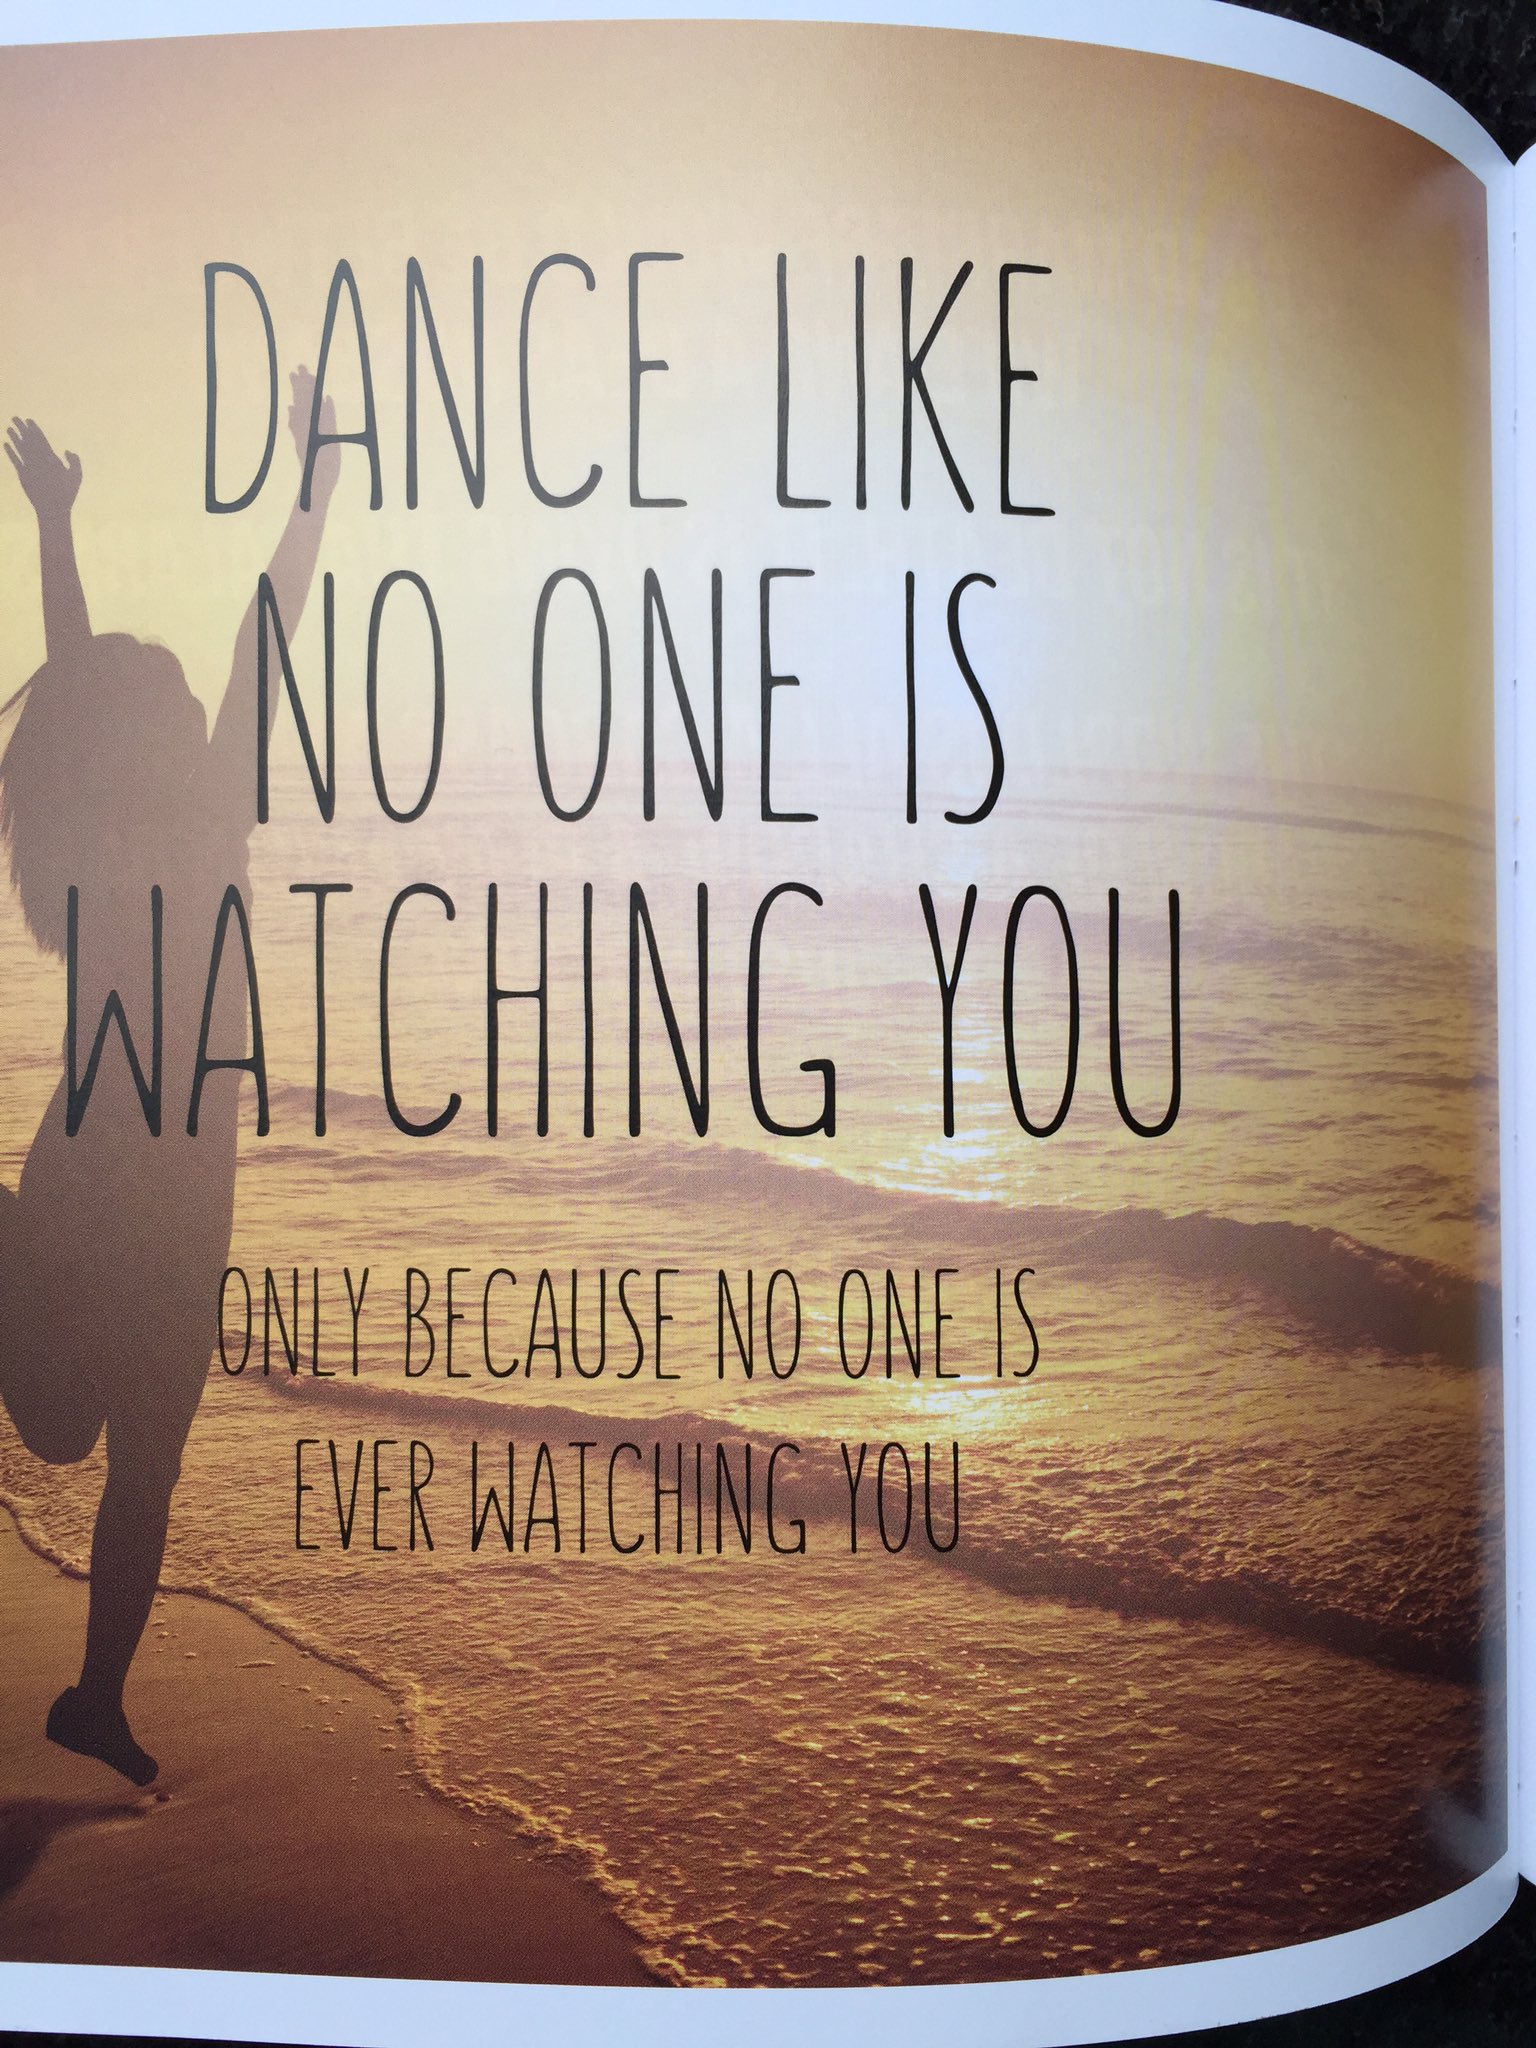 DANCE LIKE
NO ONE IS
WATCHING YOU
ONLY BECAUSE NO ONE IS
EVER WATCHING YOU